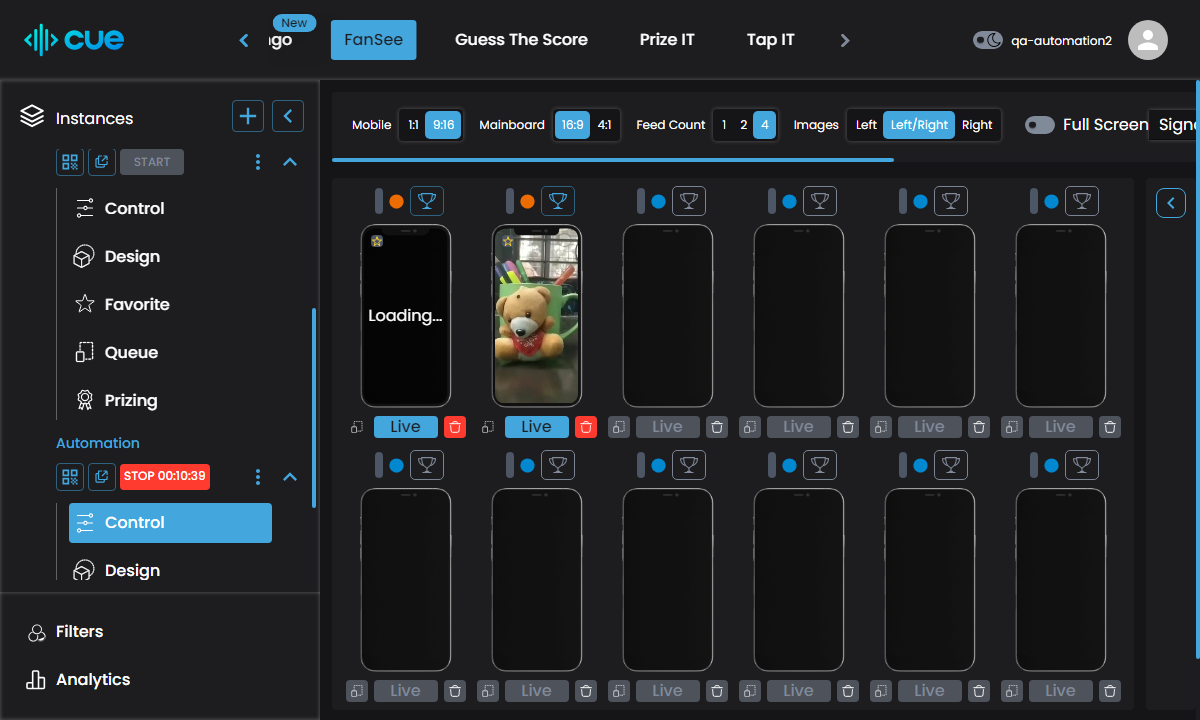 cue
New
FanSee
Guess The Score
Prize IT
Tap IT
qa-automation2
Instances
START
Control
Design
Favorite
Queue
Prizing
Automation
STOP 00:10:39
Control
Design
Filters
Analytics
Mobile 1:1 9:16
Mainboard 16:9 4:1
Feed Count 1 2 4
Images Left Left/Right Right
Full Screen
Loading...
Live Live Live Live Live Live
Live Live Live Live Live Live